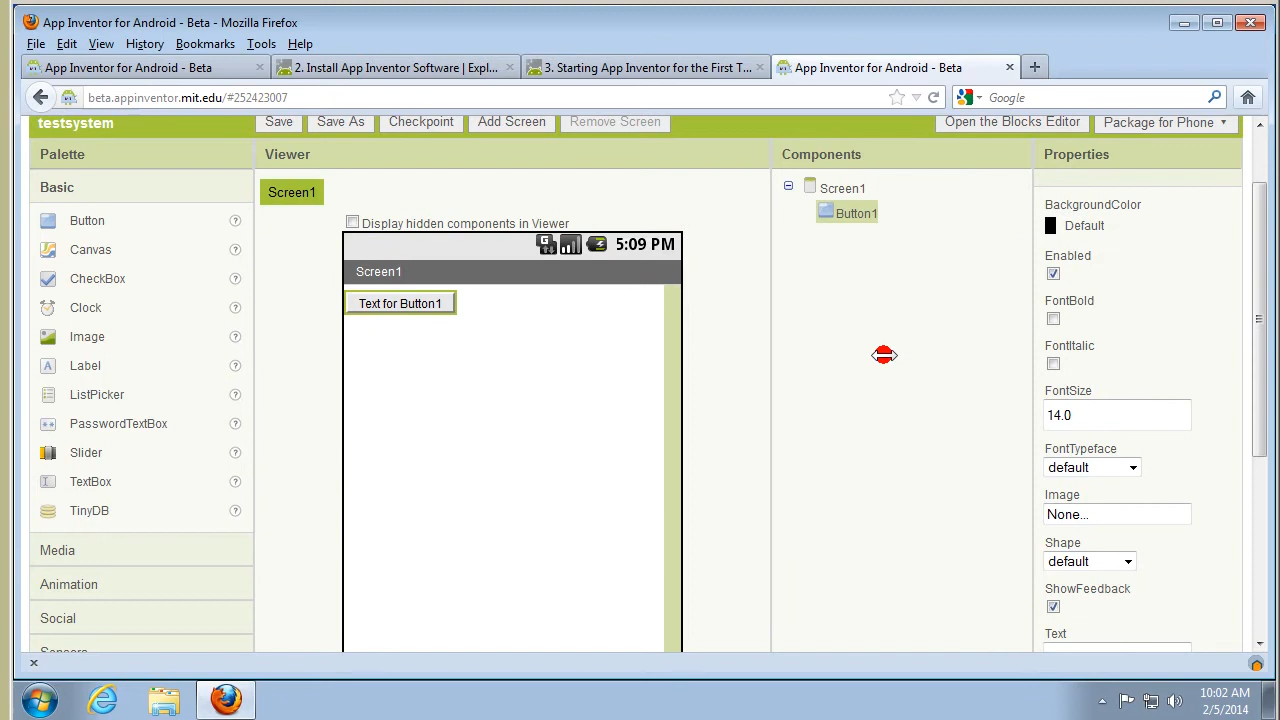 App Inventor for Android - Beta - Mozilla Firefox
File Edit View History Bookmarks Tools Help
App Inventor for Android - Beta
2. Install App Inventor Software | Expl...
3. Starting App Inventor for the First T...
App Inventor for Android - Beta
beta.appinventor.mit.edu/#252423007
Google
testsystem
Save
Save As
Checkpoint
Add Screen
Remove Screen
Open the Blocks Editor
Package for Phone
Palette
Basic
Button ?
Canvas ?
CheckBox ?
Clock ?
Image ?
Label ?
ListPicker ?
PasswordTextBox ?
Slider ?
TextBox ?
TinyDB ?
Media
Animation
Social
Sensors
Viewer
Screen1
Display hidden components in Viewer
5:09 PM
Screen1
Text for Button1
Components
Screen1
Button1
Properties
BackgroundColor
Default
Enabled
FontBold
FontItalic
FontSize
14.0
FontTypeface
default
Image
None...
Shape
default
ShowFeedback
Text
10:02 AM
2/5/2014